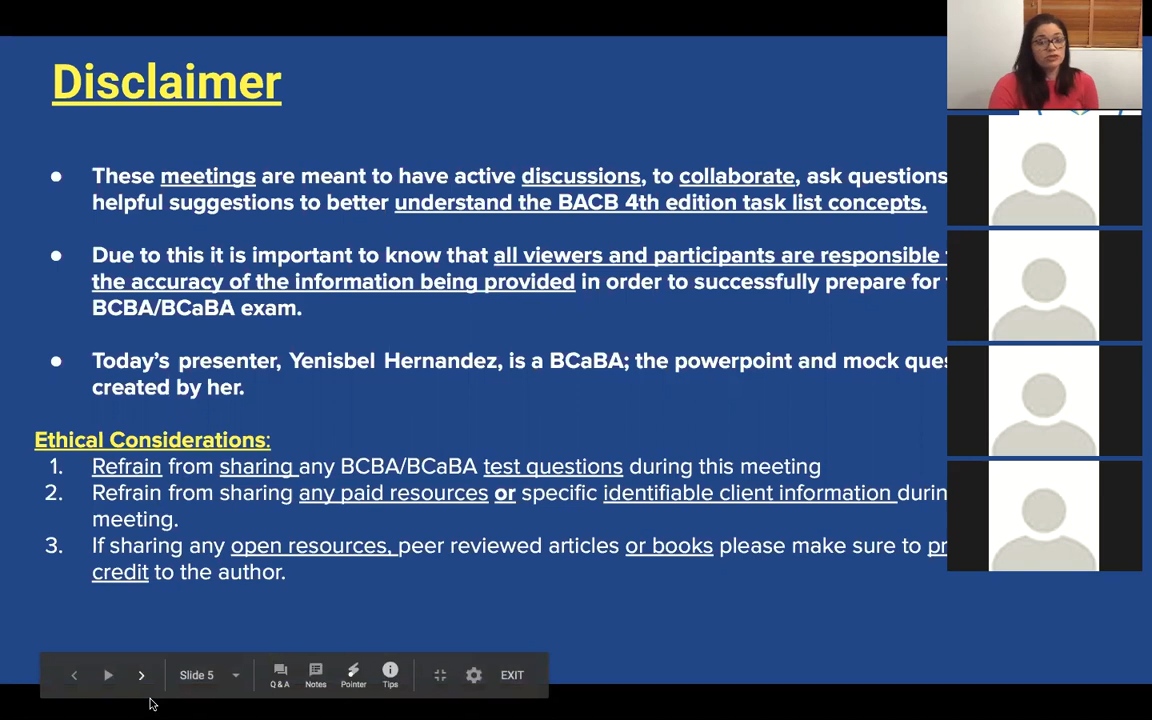 Disclaimer
● These meetings are meant to have active discussions, to collaborate, ask questions
helpful suggestions to better understand the BACB 4th edition task list concepts.
● Due to this it is important to know that all viewers and participants are responsible
the accuracy of the information being provided in order to successfully prepare for
BCBA/BCaBA exam.
● Today's presenter, Yenisbel Hernandez, is a BCaBA; the powerpoint and mock ques
created by her.
Ethical Considerations:
1. Refrain from sharing any BCBA/BCaBA test questions during this meeting
2. Refrain from sharing any paid resources or specific identifiable client information durin
meeting.
3. If sharing any open resources, peer reviewed articles or books please make sure to pr
credit to the author.
Slide 5 Q & A Notes Pointer Tips EXIT